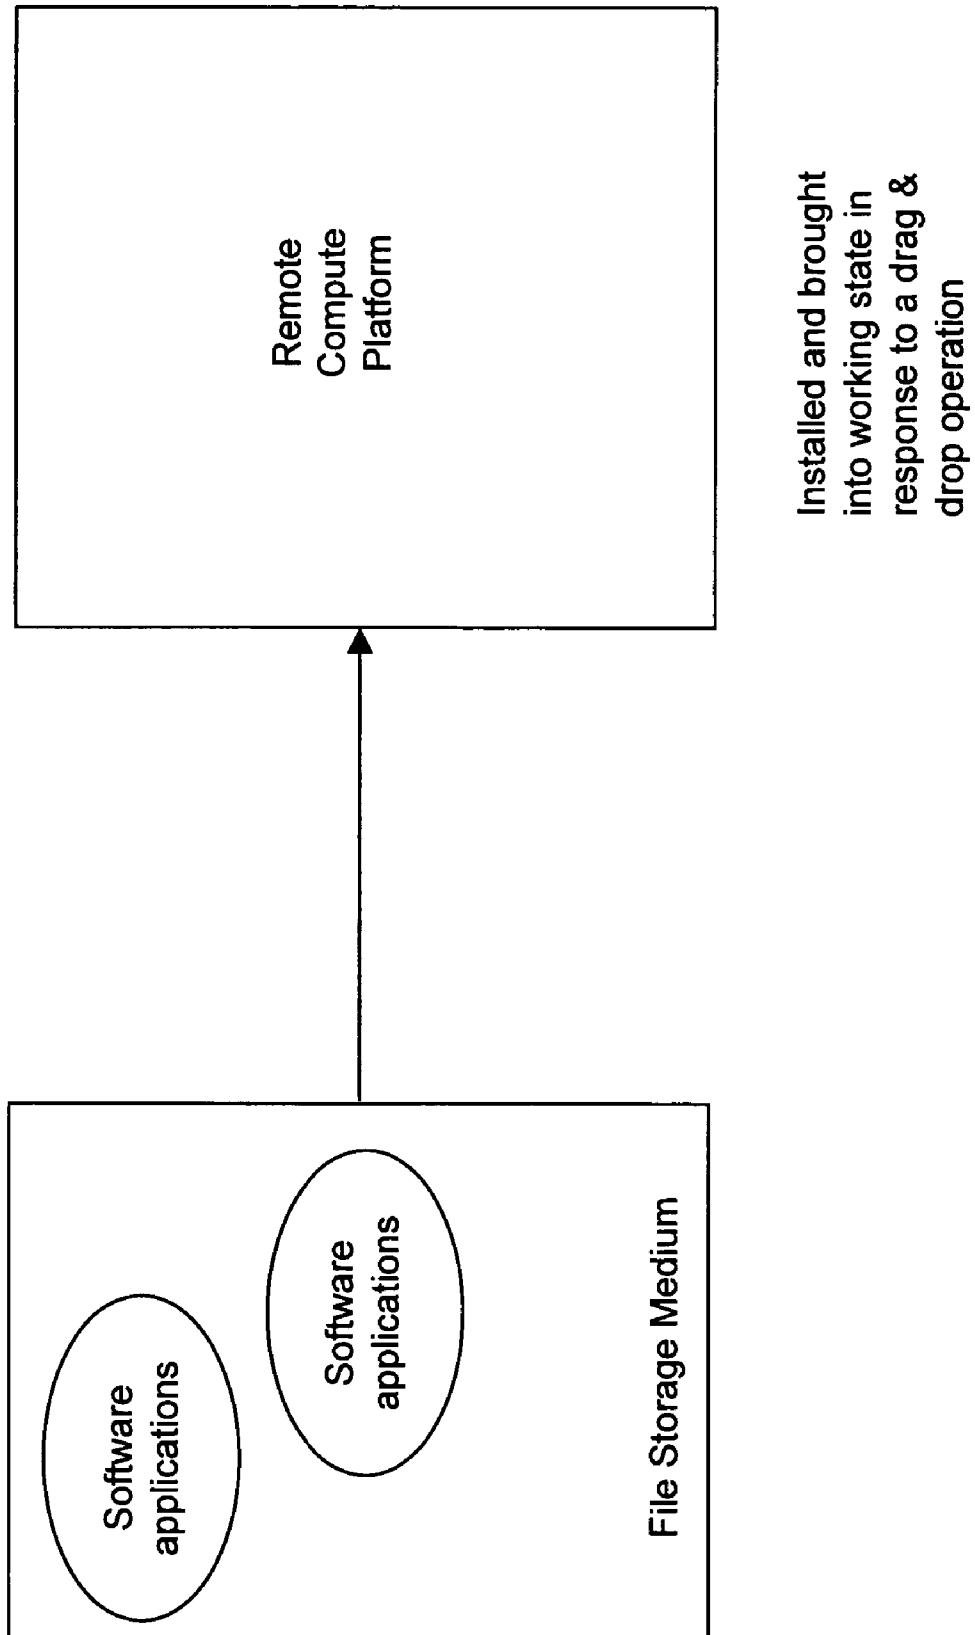 Software
applications
Software
applications
File Storage Medium
Remote
Compute
Platform
Installed and brought
into working state in
response to a drag &
drop operation